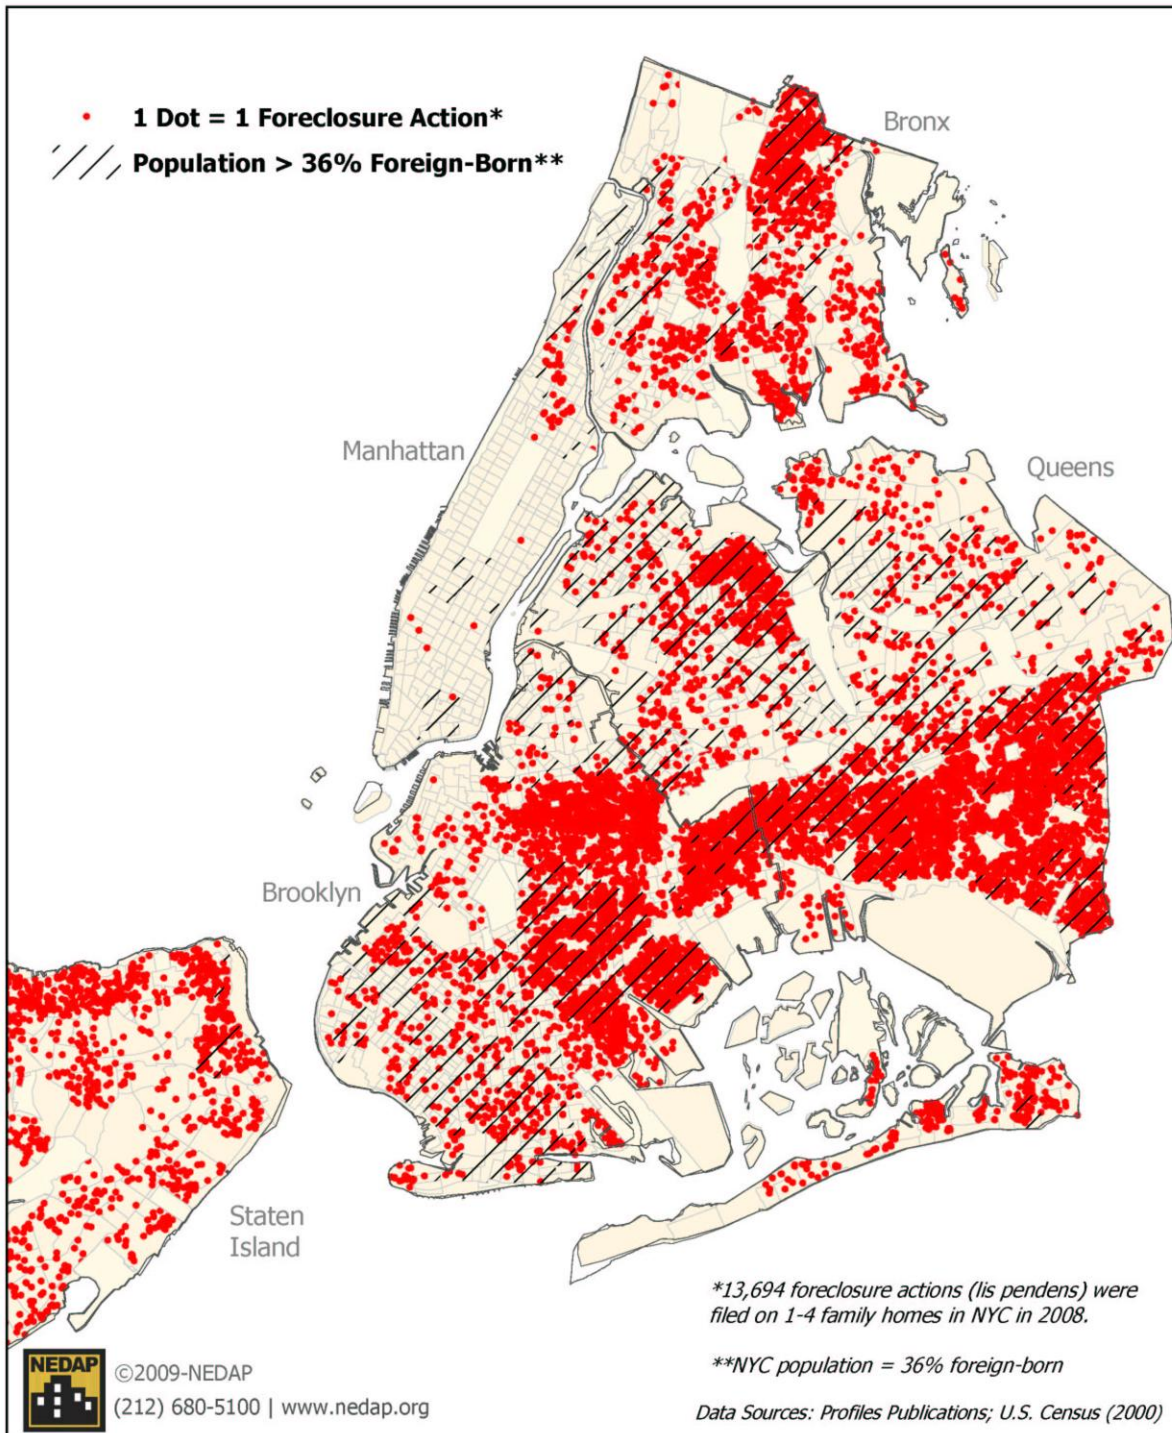 1 Dot = 1 Foreclosure Action*
Population > 36% Foreign-Born**
Bronx
Manhattan
Queens
Brooklyn
Staten
Island
*13,694 foreclosure actions (lis pendens) were
filed on 1-4 family homes in NYC in 2008.
**NYC population = 36% foreign-born
Data Sources: Profiles Publications; U.S. Census (2000)
NEDAP
©2009-NEDAP
(212) 680-5100 | www.nedap.org